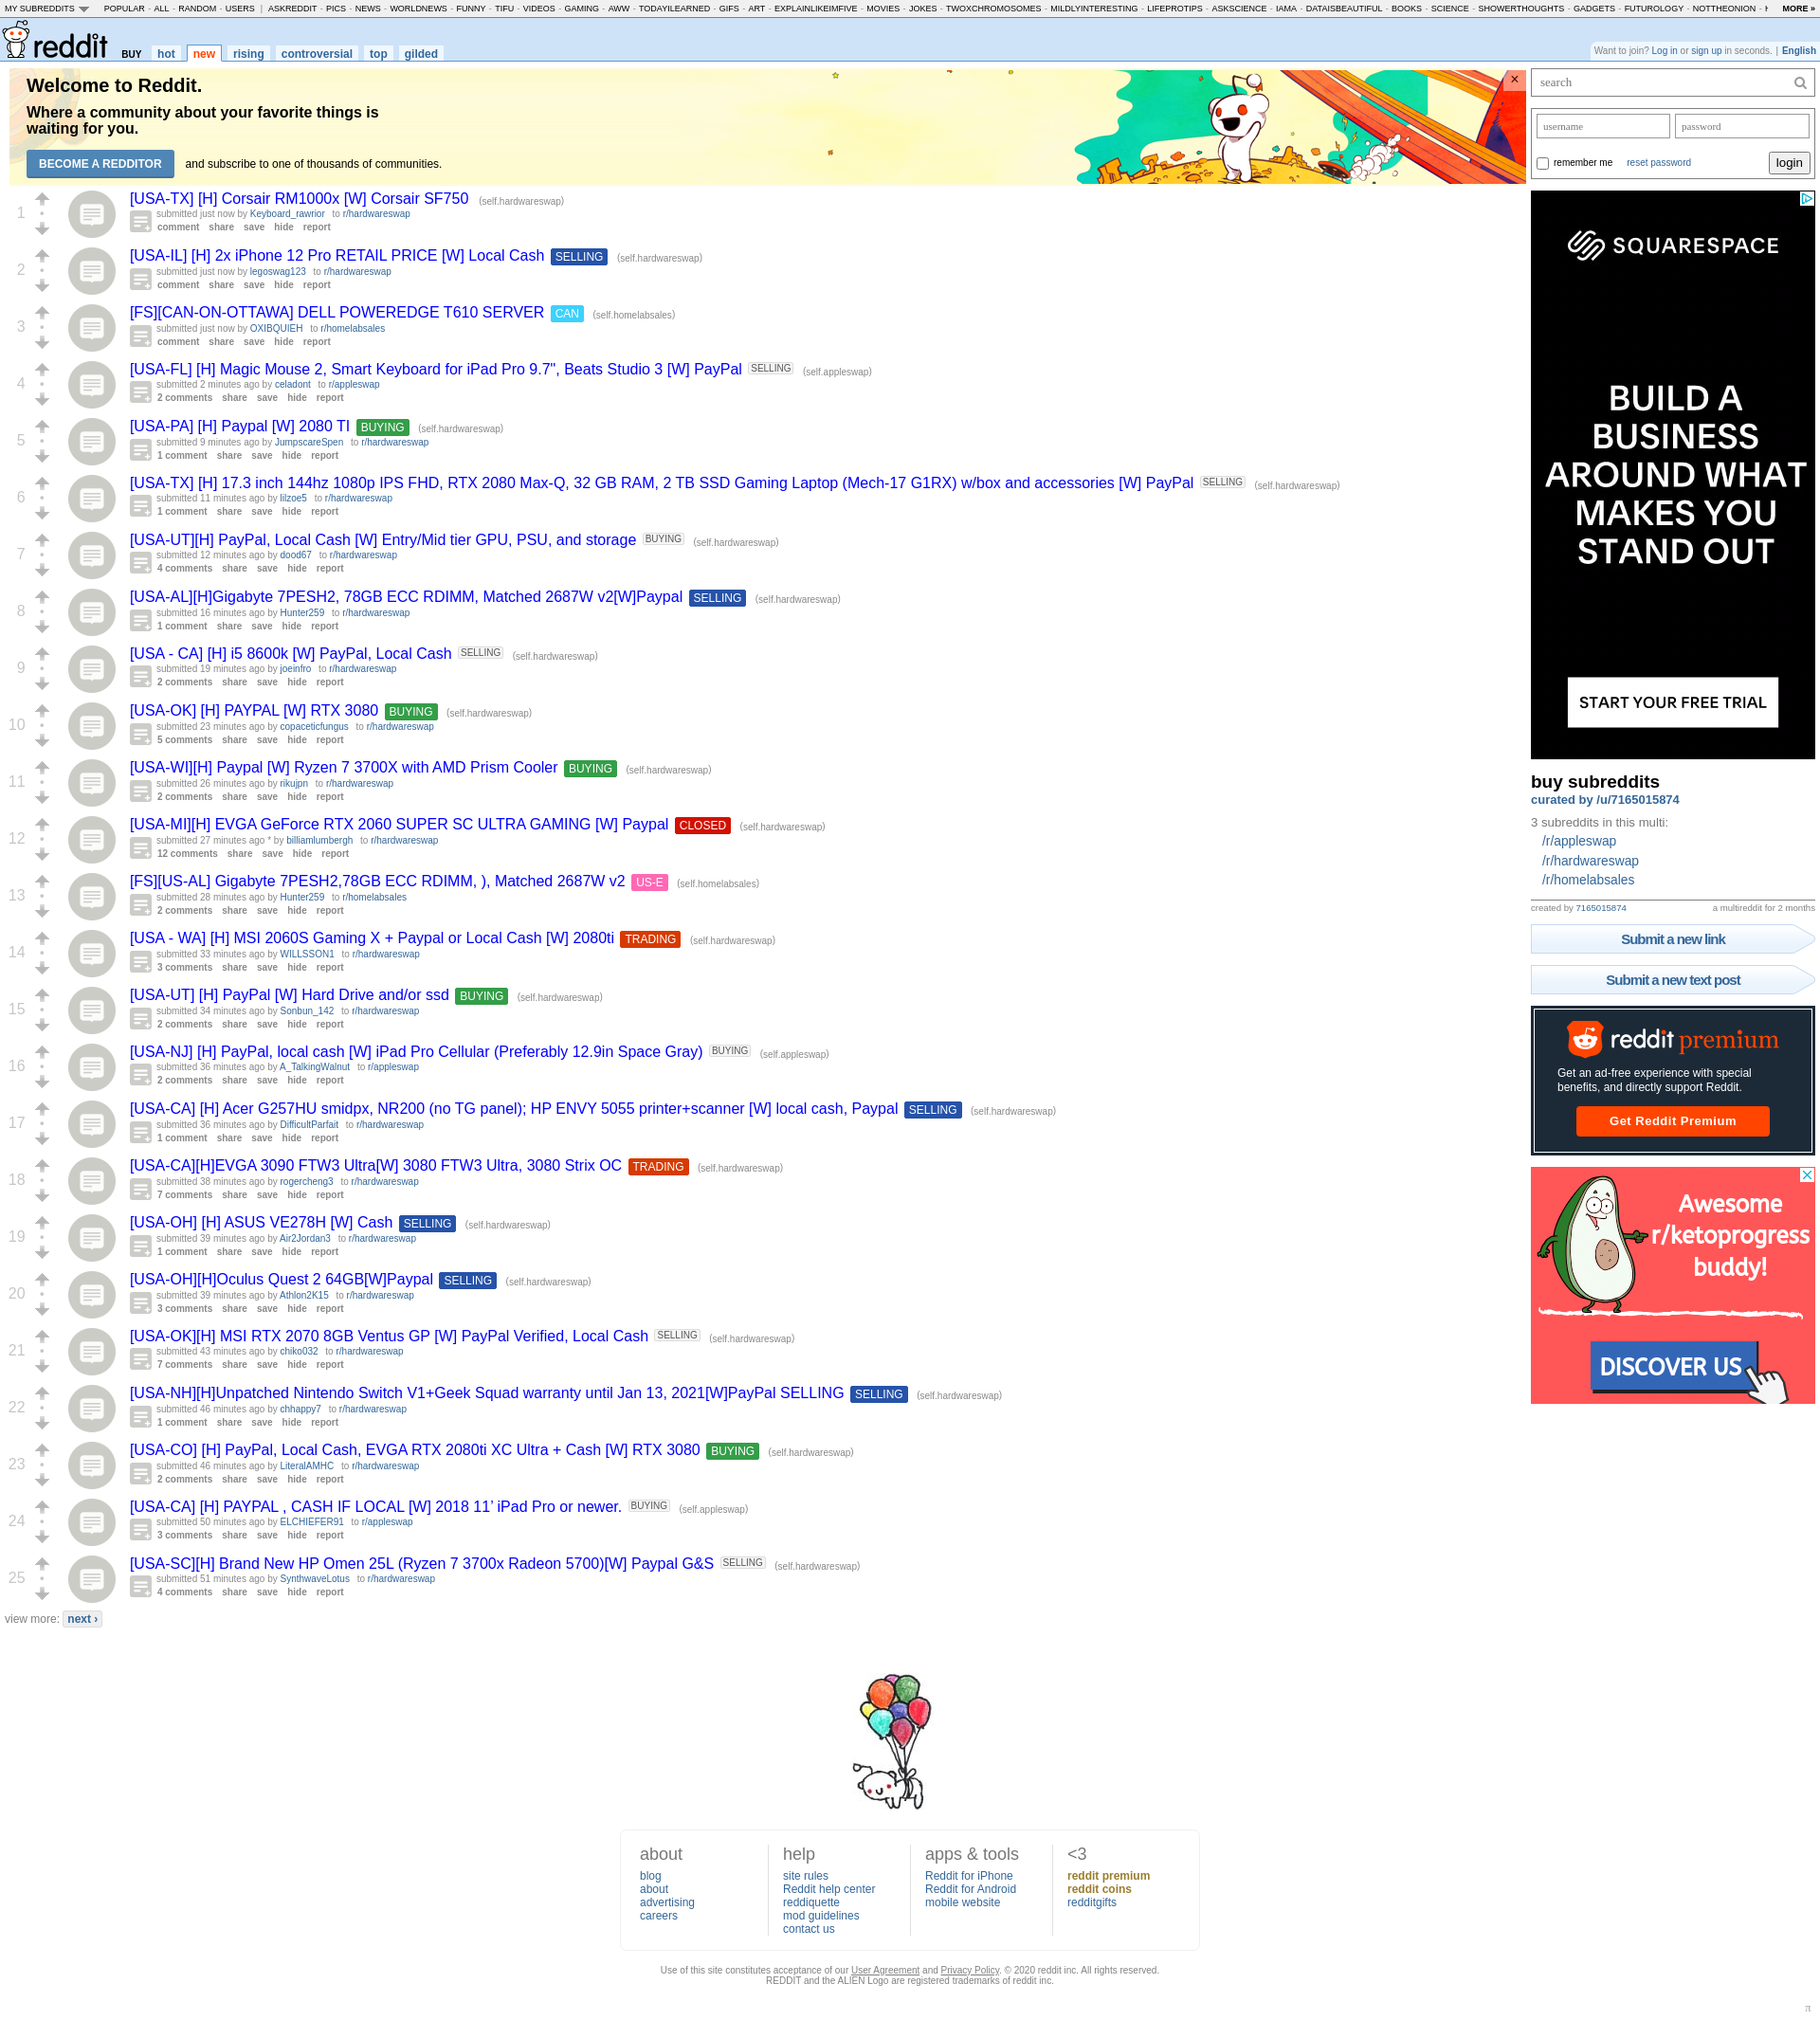 MY SUBREDDITS POPULAR - ALL - RANDOM - USERS | ASKREDDIT - PICS - NEWS - WORLDNEWS - FUNNY - TIFU - VIDEOS - GAMING - AWW - TODAYILEARNED - GIFS - ART - EXPLAINLIKEIMFIVE - MOVIES - JOKES - TWOXCHROMOSOMES - MILDLYINTERESTING - LIFEPROTIPS - ASKSCIENCE - IAMA - DATAISBEAUTIFUL - BOOKS - SCIENCE - SHOWERTHOUGHTS - GADGETS - FUTUROLOGY - NOTTHEONION - MORE »
reddit BUY hot new rising controversial top gilded
Want to join? Log in or sign up in seconds. | English
Welcome to Reddit.
Where a community about your favorite things is
waiting for you.
BECOME A REDDITOR and subscribe to one of thousands of communities.
×
1
[USA-TX] [H] Corsair RM1000x [W] Corsair SF750 (self.hardwareswap)
submitted just now by Keyboard_rawrior to r/hardwareswap
comment share save hide report
2
[USA-IL] [H] 2x iPhone 12 Pro RETAIL PRICE [W] Local Cash SELLING (self.hardwareswap)
submitted just now by legoswag123 to r/hardwareswap
comment share save hide report
3
[FS][CAN-ON-OTTAWA] DELL POWEREDGE T610 SERVER CAN (self.homelabsales)
submitted just now by OXIBQUIEH to r/homelabsales
comment share save hide report
4
[USA-FL] [H] Magic Mouse 2, Smart Keyboard for iPad Pro 9.7", Beats Studio 3 [W] PayPal SELLING (self.appleswap)
submitted 2 minutes ago by celadont to r/appleswap
2 comments share save hide report
5
[USA-PA] [H] Paypal [W] 2080 TI BUYING (self.hardwareswap)
submitted 9 minutes ago by JumpscareSpen to r/hardwareswap
1 comment share save hide report
6
[USA-TX] [H] 17.3 inch 144hz 1080p IPS FHD, RTX 2080 Max-Q, 32 GB RAM, 2 TB SSD Gaming Laptop (Mech-17 G1RX) w/box and accessories [W] PayPal SELLING (self.hardwareswap)
submitted 11 minutes ago by lilzoe5 to r/hardwareswap
1 comment share save hide report
7
[USA-UT][H] PayPal, Local Cash [W] Entry/Mid tier GPU, PSU, and storage BUYING (self.hardwareswap)
submitted 12 minutes ago by dood67 to r/hardwareswap
4 comments share save hide report
8
[USA-AL][H]Gigabyte 7PESH2, 78GB ECC RDIMM, Matched 2687W v2[W]Paypal SELLING (self.hardwareswap)
submitted 16 minutes ago by Hunter259 to r/hardwareswap
1 comment share save hide report
9
[USA - CA] [H] i5 8600k [W] PayPal, Local Cash SELLING (self.hardwareswap)
submitted 19 minutes ago by joeinfro to r/hardwareswap
2 comments share save hide report
10
[USA-OK] [H] PAYPAL [W] RTX 3080 BUYING (self.hardwareswap)
submitted 23 minutes ago by copaceticfungus to r/hardwareswap
5 comments share save hide report
11
[USA-WI][H] Paypal [W] Ryzen 7 3700X with AMD Prism Cooler BUYING (self.hardwareswap)
submitted 26 minutes ago by rikujpn to r/hardwareswap
2 comments share save hide report
12
[USA-MI][H] EVGA GeForce RTX 2060 SUPER SC ULTRA GAMING [W] Paypal CLOSED (self.hardwareswap)
submitted 27 minutes ago * by billiamlumbergh to r/hardwareswap
12 comments share save hide report
13
[FS][US-AL] Gigabyte 7PESH2,78GB ECC RDIMM, ), Matched 2687W v2 US-E (self.homelabsales)
submitted 28 minutes ago by Hunter259 to r/homelabsales
2 comments share save hide report
14
[USA - WA] [H] MSI 2060S Gaming X + Paypal or Local Cash [W] 2080ti TRADING (self.hardwareswap)
submitted 33 minutes ago by WILLSSON1 to r/hardwareswap
3 comments share save hide report
15
[USA-UT] [H] PayPal [W] Hard Drive and/or ssd BUYING (self.hardwareswap)
submitted 34 minutes ago by Sonbun_142 to r/hardwareswap
2 comments share save hide report
16
[USA-NJ] [H] PayPal, local cash [W] iPad Pro Cellular (Preferably 12.9in Space Gray) BUYING (self.appleswap)
submitted 36 minutes ago by A_TalkingWalnut to r/appleswap
2 comments share save hide report
17
[USA-CA] [H] Acer G257HU smidpx, NR200 (no TG panel); HP ENVY 5055 printer+scanner [W] local cash, Paypal SELLING (self.hardwareswap)
submitted 36 minutes ago by DifficultParfait to r/hardwareswap
1 comment share save hide report
18
[USA-CA][H]EVGA 3090 FTW3 Ultra[W] 3080 FTW3 Ultra, 3080 Strix OC TRADING (self.hardwareswap)
submitted 38 minutes ago by rogercheng3 to r/hardwareswap
7 comments share save hide report
19
[USA-OH] [H] ASUS VE278H [W] Cash SELLING (self.hardwareswap)
submitted 39 minutes ago by Air2Jordan3 to r/hardwareswap
1 comment share save hide report
20
[USA-OH][H]Oculus Quest 2 64GB[W]Paypal SELLING (self.hardwareswap)
submitted 39 minutes ago by Athlon2K15 to r/hardwareswap
3 comments share save hide report
21
[USA-OK][H] MSI RTX 2070 8GB Ventus GP [W] PayPal Verified, Local Cash SELLING (self.hardwareswap)
submitted 43 minutes ago by chiko032 to r/hardwareswap
7 comments share save hide report
22
[USA-NH][H]Unpatched Nintendo Switch V1+Geek Squad warranty until Jan 13, 2021[W]PayPal SELLING SELLING (self.hardwareswap)
submitted 46 minutes ago by chhappy7 to r/hardwareswap
1 comment share save hide report
23
[USA-CO] [H] PayPal, Local Cash, EVGA RTX 2080ti XC Ultra + Cash [W] RTX 3080 BUYING (self.hardwareswap)
submitted 46 minutes ago by LiteralAMHC to r/hardwareswap
2 comments share save hide report
24
[USA-CA] [H] PAYPAL , CASH IF LOCAL [W] 2018 11’ iPad Pro or newer. BUYING (self.appleswap)
submitted 50 minutes ago by ELCHIEFER91 to r/appleswap
3 comments share save hide report
25
[USA-SC][H] Brand New HP Omen 25L (Ryzen 7 3700x Radeon 5700)[W] Paypal G&S SELLING (self.hardwareswap)
submitted 51 minutes ago by SynthwaveLotus to r/hardwareswap
4 comments share save hide report
view more: next ›
search
username password
remember me reset password login
SQUARESPACE
BUILD A
BUSINESS
AROUND WHAT
MAKES YOU
STAND OUT
START YOUR FREE TRIAL
buy subreddits
curated by /u/7165015874
3 subreddits in this multi:
/r/appleswap
/r/hardwareswap
/r/homelabsales
created by 7165015874 a multireddit for 2 months
Submit a new link
Submit a new text post
reddit premium
Get an ad-free experience with special
benefits, and directly support Reddit.
Get Reddit Premium
Awesome
r/ketoprogress
buddy!
DISCOVER US
about
blog
about
advertising
careers
help
site rules
Reddit help center
reddiquette
mod guidelines
contact us
apps & tools
Reddit for iPhone
Reddit for Android
mobile website
<3
reddit premium
reddit coins
redditgifts
Use of this site constitutes acceptance of our User Agreement and Privacy Policy. © 2020 reddit inc. All rights reserved.
REDDIT and the ALIEN Logo are registered trademarks of reddit inc.
π